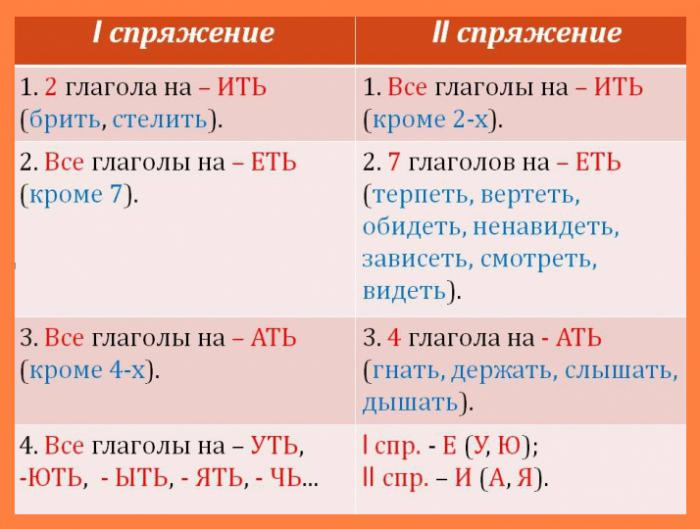 I спряжение
II спряжение
1. 2 глагола на – ИТЬ
(брить, стелить).
1. Все глаголы на – ИТЬ
(кроме 2-х).
2. Все глаголы на – ЕТЬ
(кроме 7).
2. 7 глаголов на – ЕТЬ
(терпеть, вертеть,
обидеть, ненавидеть,
зависеть, смотреть,
видеть).
3. Все глаголы на – АТЬ
(кроме 4-х).
3. 4 глагола на - АТЬ
(гнать, держать, слышать,
дышать).
4. Все глаголы на – УТЬ,
-ЮТЬ, - ЫТЬ, - ЯТЬ, - ЧЬ...
I спр. - Е (У, Ю);
II спр. – И (А, Я).